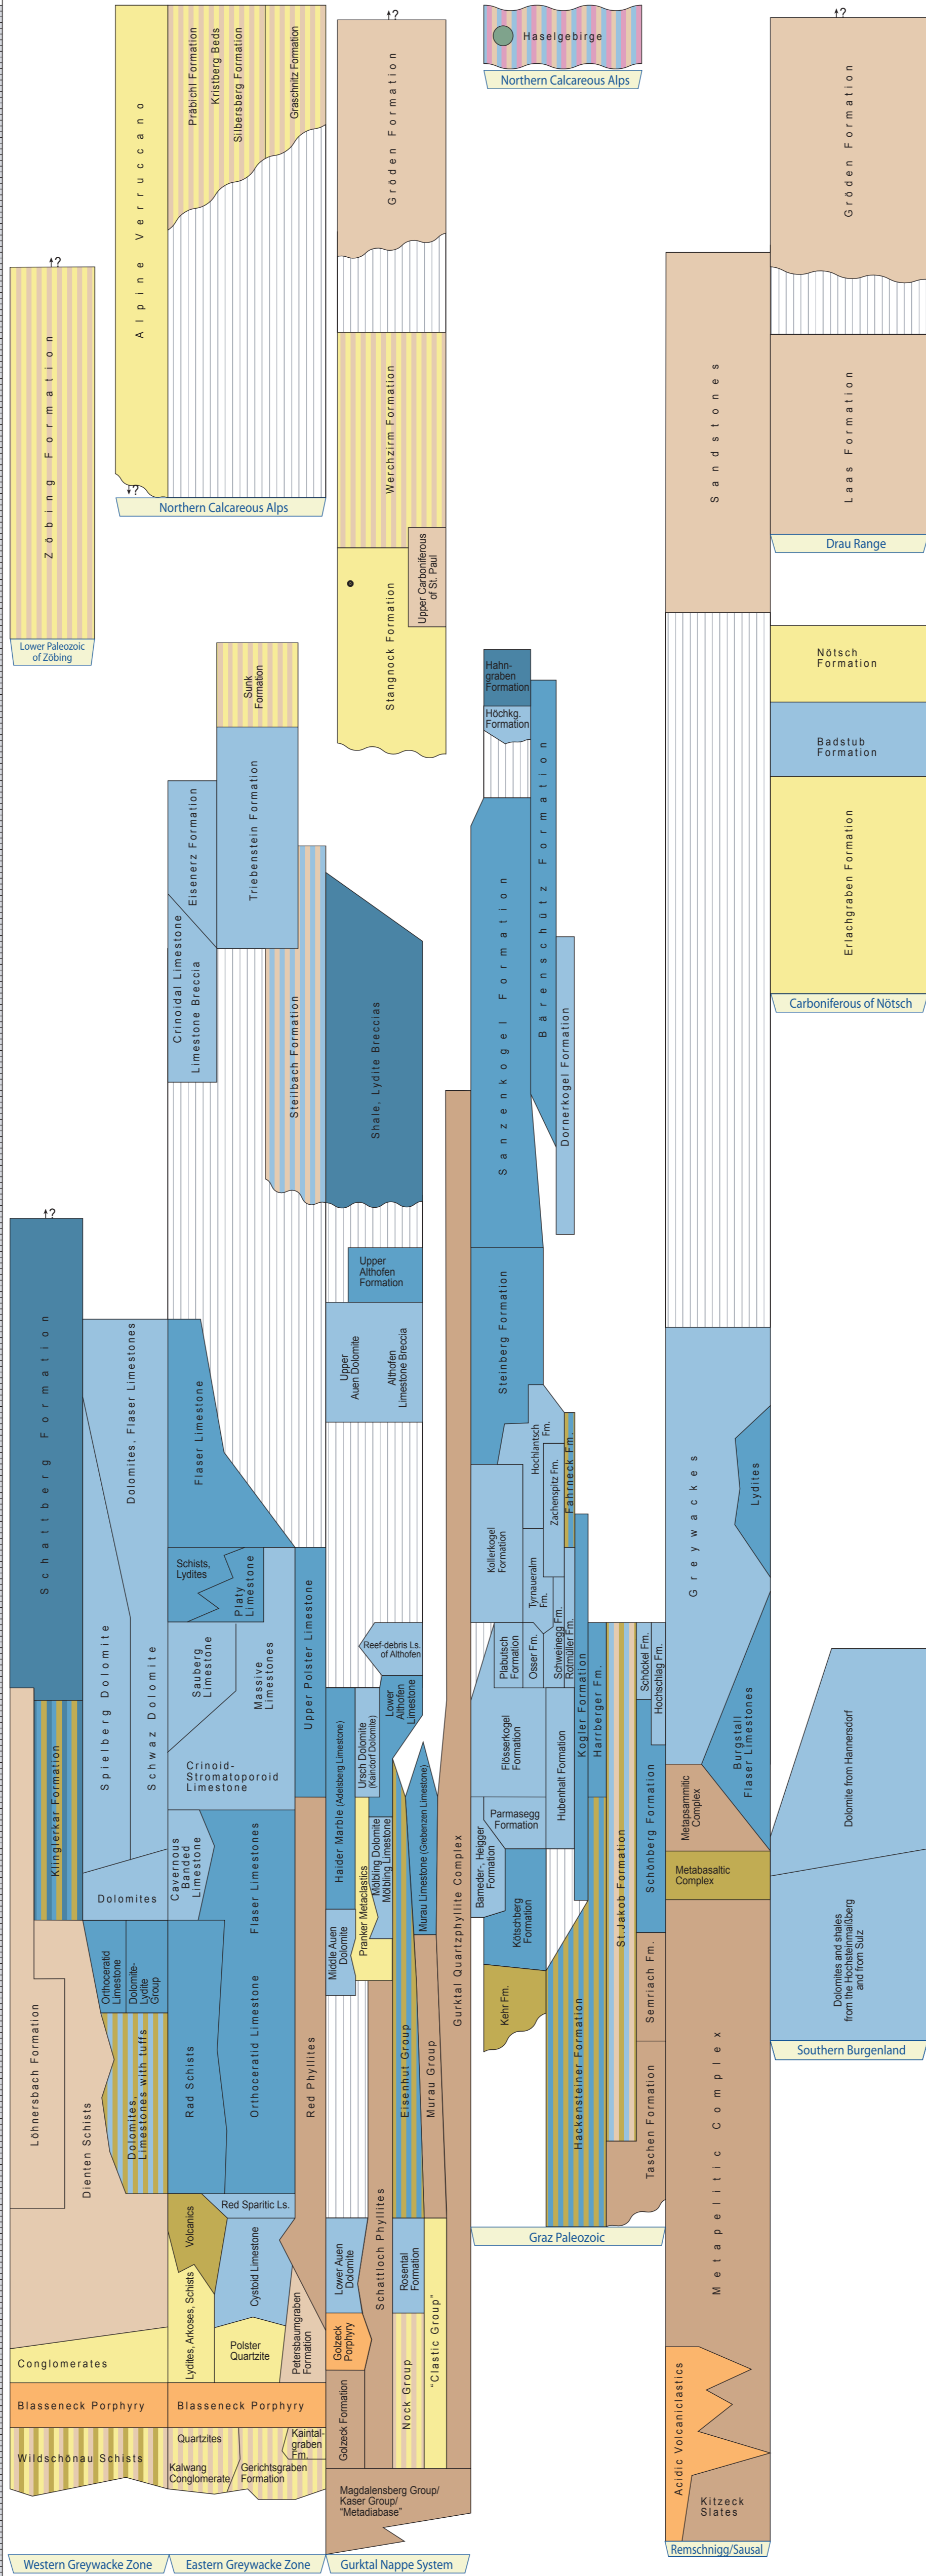 Haselgebirge
Northern Calcareous Alps
?
?
Alpine Verruccano
Präbichl Formation
Kristberg Beds
Silbersberg Formation
Graschnitz Formation
Gröden Formation
Gröden Formation
?
Zöbing Formation
Werchzirm Formation
Sandstones
Laas Formation
?
Northern Calcareous Alps
Drau Range
Upper Carboniferous
of St. Paul
Stangnock Formation
Lower Paleozoic
of Zöbing
Sunk
Formation
Hahn-
graben
Formation
Höchkg.
Formation
Nötsch
Formation
Badstub
Formation
Eisenerz Formation
Triebenstein Formation
Bärenschütz Formation
Erlachgraben Formation
Crinoidal Limestone
Limestone Breccia
Sanzenkogel Formation
Carboniferous of Nötsch
Steilbach Formation
Shale, Lydite Breccias
Dornerkogel Formation
?
Upper
Althofen
Formation
Schattberg Formation
Dolomites, Flaser Limestones
Flaser Limestone
Upper
Auen Dolomite
Althofen
Limestone Breccia
Steinberg Formation
Hochlantsch
Fm.
Zachenspitz Fm.
Fahrneck Fm.
Greywackes
Lydites
Kollerkogel
Formation
Tyrnaueralm
Fm.
Schists,
Lydites
Platy
Limestone
Upper Polster Limestone
Reef-debris Ls.
of Althofen
Plabutsch
Formation
Osser Fm.
Schweinegg Fm.
Rotmüller Fm.
Kogler Formation
Harrberger Fm.
Schöckel Fm.
Hochschlag Fm.
Spielberg Dolomite
Schwaz Dolomite
Sauberg
Limestone
Massive
Limestones
Lower
Althofen
Limestone
Klinglerkar Formation
Crinoid-
Stromatoporoid
Limestone
Haider Marble (Adelsberg Limestone)
Ursch Dolomite
(Kaindorf Dolomite)
Flösserkogel
Formation
Hubenhalt Formation
Burgstall
Flaser Limestones
Dolomite from Hannersdorf
Murau Limestone (Grebenzen Limestone)
Mölbling Dolomite
Mölbling Limestone
Pranker Metaclastics
Parmasegg
Formation
Bameder-, Heigger
Formation
St.Jakob Formation
Schönberg Formation
Metapsammitic
Complex
Metabasaltic
Complex
Dolomites
Cavernous
Banded
Limestone
Flaser Limestones
Gurktal Quartzphyllite Complex
Kötschberg
Formation
Middle Auen
Dolomite
Orthoceratid
Limestone
Dolomite-
Lydite
Group
Kehr Fm.
Semriach Fm.
Dolomites and shales
from the Hochsteinmaißberg
and from Sulz
Southern Burgenland
Löhnersbach Formation
Dienten Schists
Dolomites,
Limestones with tuffs
Rad Schists
Orthoceratid Limestone
Red Phyllites
Eisenhut Group
Murau Group
Hackensteiner Formation
Taschen Formation
Metapelitic Complex
Red Sparitic Ls.
Volcanics
Schattloch Phyllites
Graz Paleozoic
Cystoid Limestone
Lower Auen
Dolomite
Rosental
Formation
Lydites, Arkoses, Schists
Petersbaumgraben
Formation
"Clastic Group"
Conglomerates
Polster
Quartzite
Golzeck
Porphyry
Blasseneck Porphyry
Blasseneck Porphyry
Golzeck Formation
Nock Group
Acidic Volcaniclastics
Kitzeck
Slates
Wildschönau Schists
Quartzites
Kalwang
Conglomerate
Gerichtsgraben
Formation
Kaintal-
graben
Fm.
Magdalensberg Group/
Kaser Group/
"Metadiabase"
Remschnigg/Sausal
Western Greywacke Zone
Eastern Greywacke Zone
Gurktal Nappe System